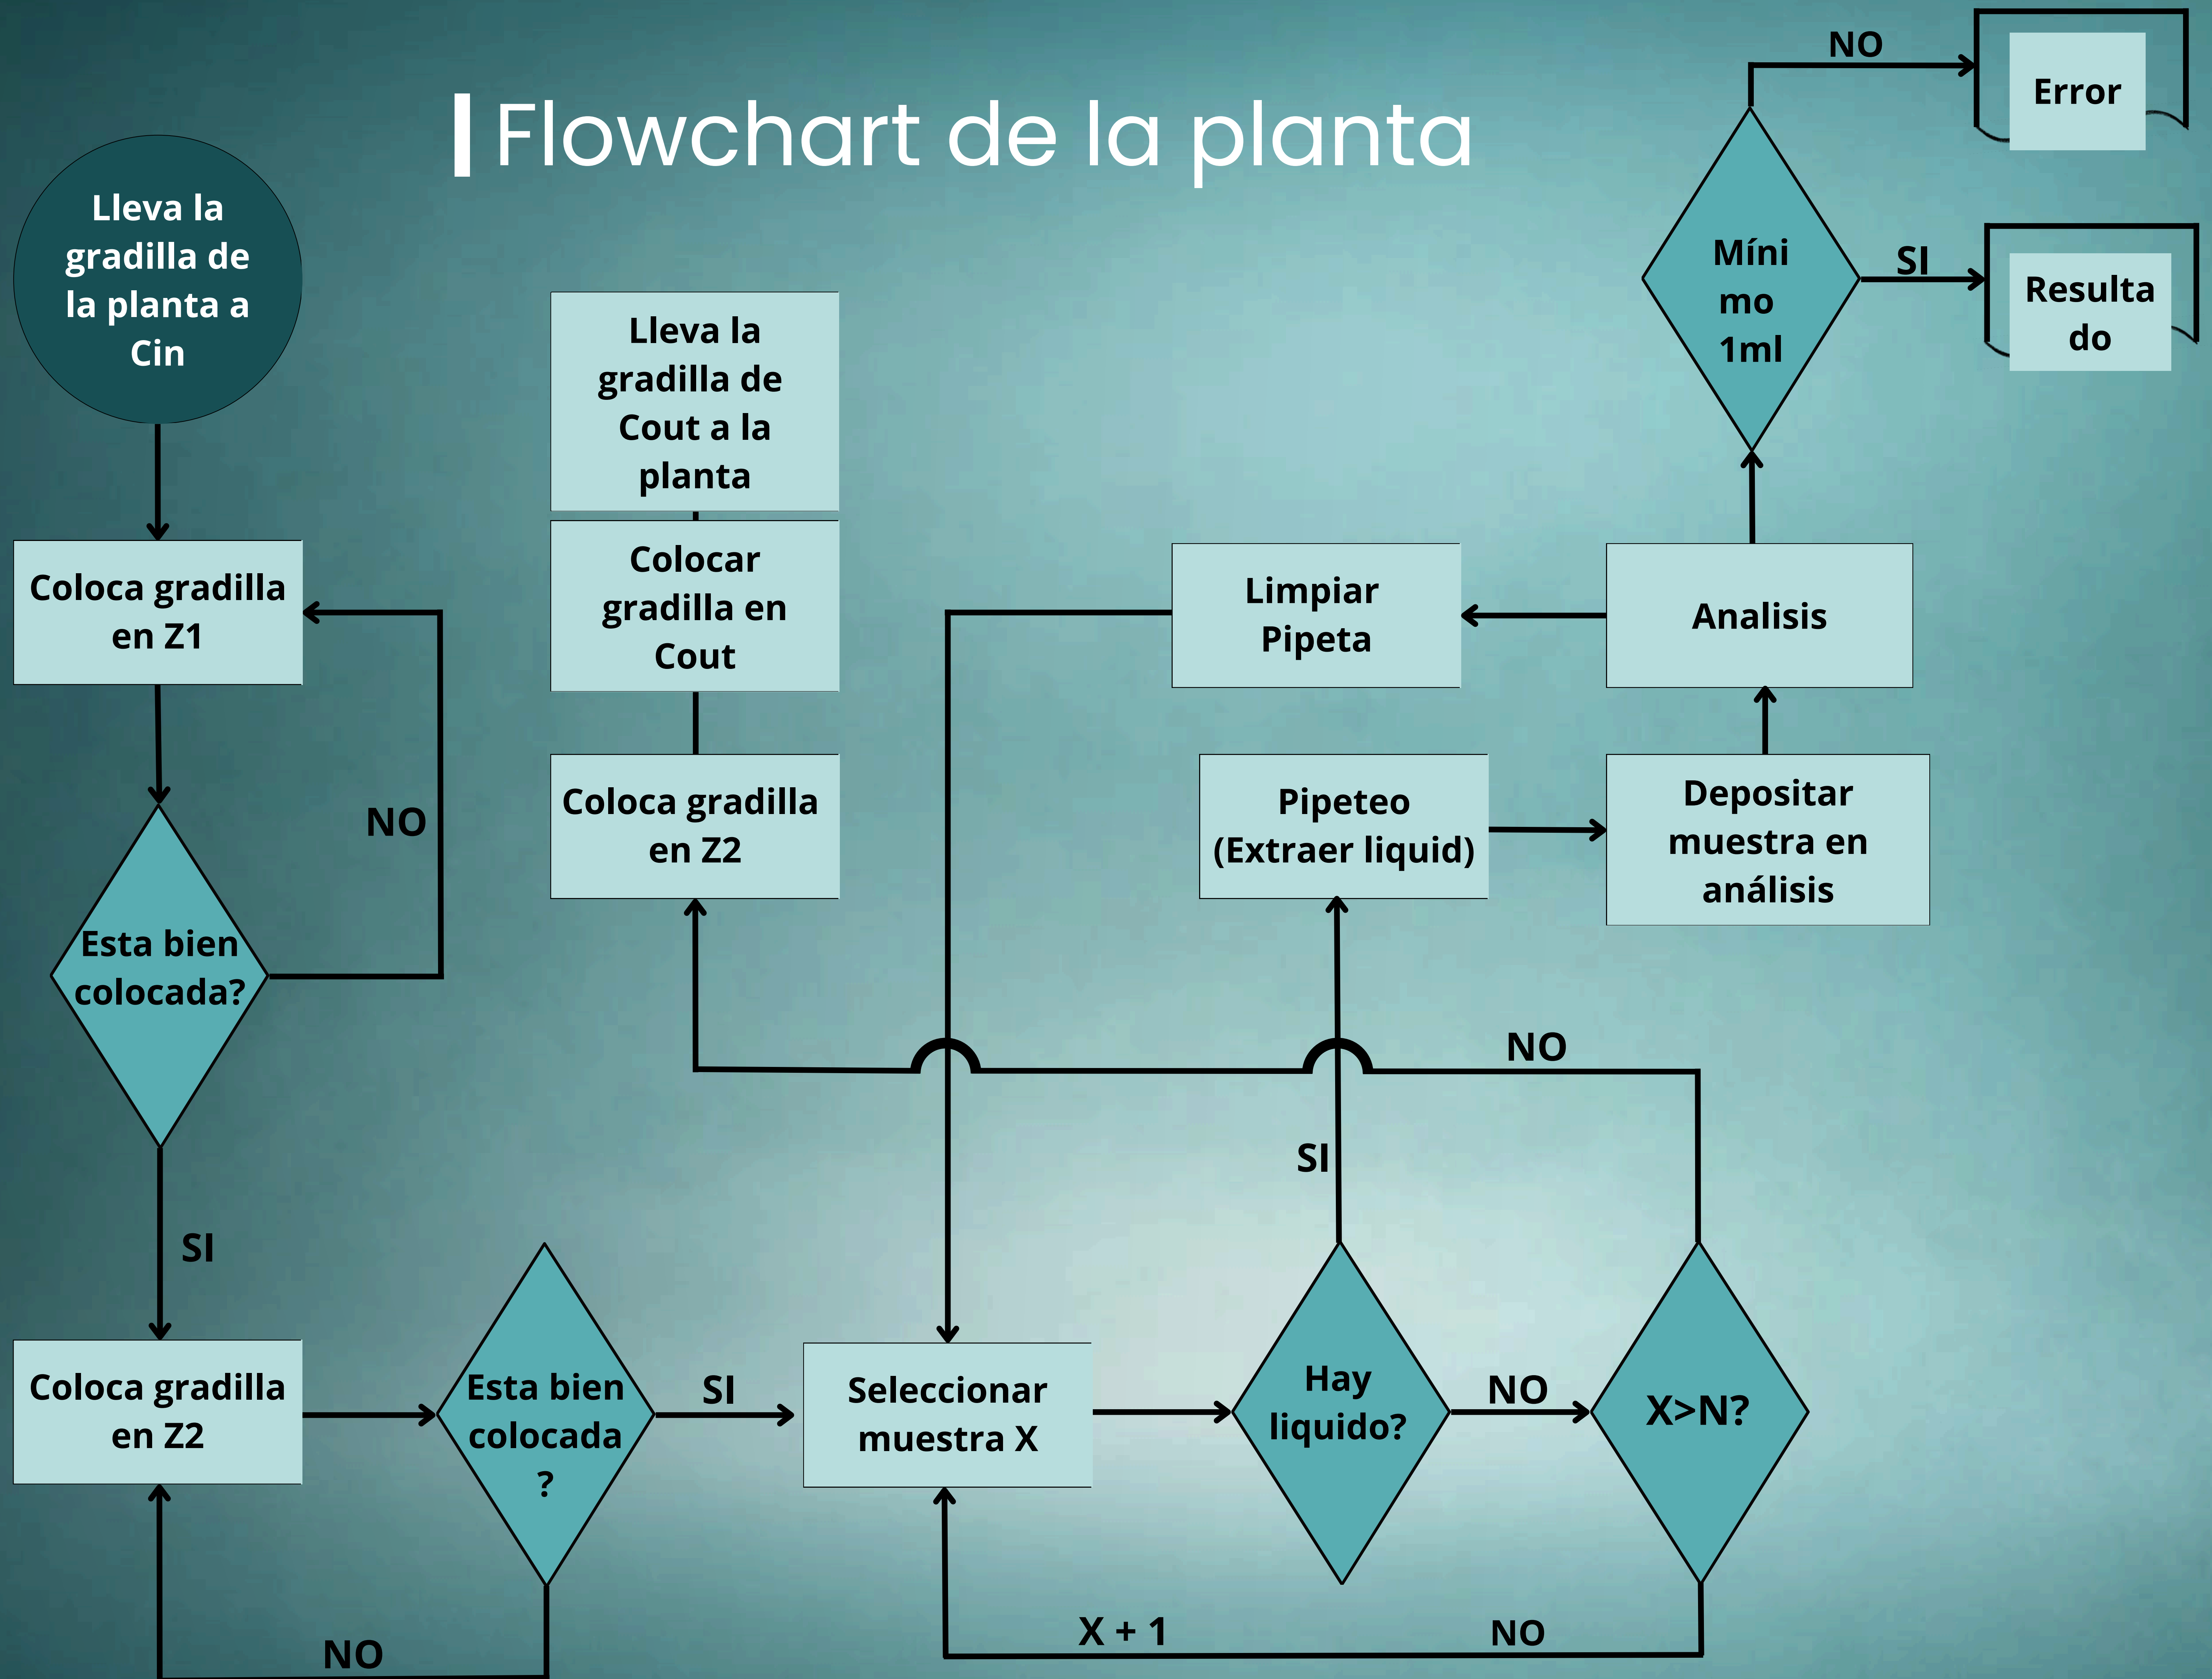 Flowchart de la planta
Lleva la
gradilla de
la planta a
Cin
Coloca gradilla
en Z1
NO
Esta bien
colocada?
SI
Coloca gradilla
en Z2
NO
Esta bien
colocada
?
SI
Lleva la
gradilla de
Cout a la
planta
Colocar
gradilla en
Cout
Coloca gradilla
en Z2
Seleccionar
muestra X
Hay
liquido?
SI
NO
X>N?
NO
X + 1
NO
Pipeteo
(Extraer liquid)
Depositar
muestra en
análisis
Analisis
Limpiar
Pipeta
Míni
mo
1ml
NO
Error
SI
Resulta
do